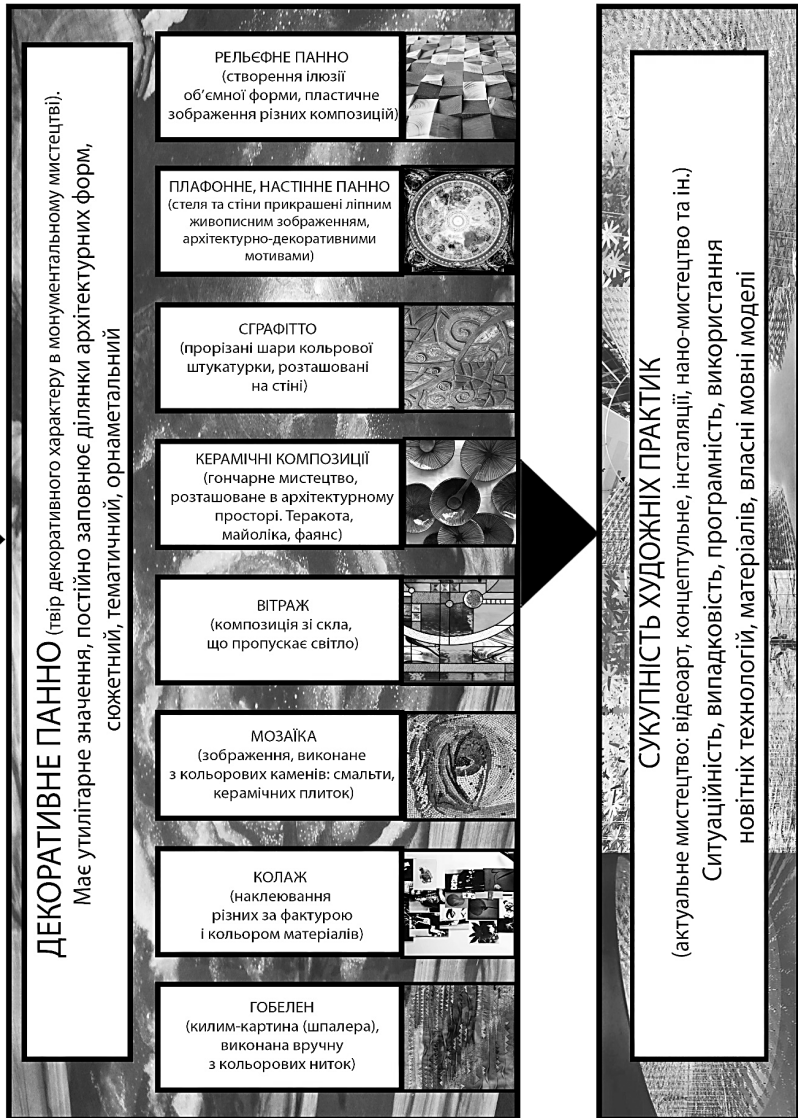 ДЕКОРАТИВНЕ ПАННО (твір декоративного характеру в монументальному мистецтві).
Має утилітарне значення, постійно заповнює ділянки архітектурних форм,
сюжетний, тематичний, орнаметальний
РЕЛЬЄФНЕ ПАННО
(створення ілюзії
об’ємної форми, пластичне
зображення різних композицій)
ПЛАФОННЕ, НАСТІННЕ ПАННО
(стеля та стіни прикрашені ліпним
живописним зображенням,
архітектурно-декоративними
мотивами)
СГРАФІТТО
(прорізані шари кольрової
штукатурки, розташовані
на стіні)
КЕРАМІЧНІ КОМПОЗИЦІЇ
(гончарне мистецтво,
розташоване в архітектурному
просторі. Теракота,
майоліка, фаянс)
ВІТРАЖ
(композиція зі скла,
що пропускає світло)
МОЗАЇКА
(зображення, виконане
з кольорових каменів: смальти,
керамічних плиток)
КОЛАЖ
(наклеювання
різних за фактурою
і кольором матеріалів)
ГОБЕЛЕН
(килим-картина (шпалера),
виконана вручну
з кольорових ниток)
СУКУПНІСТЬ ХУДОЖНІХ ПРАКТИК
(актуальне мистецтво: відеоарт, концептульне, інсталяції, нано-мистецтво та ін.)
Ситуаційність, випадковість, програмність, використання
новітніх технологій, матеріалів, власні мовні моделі